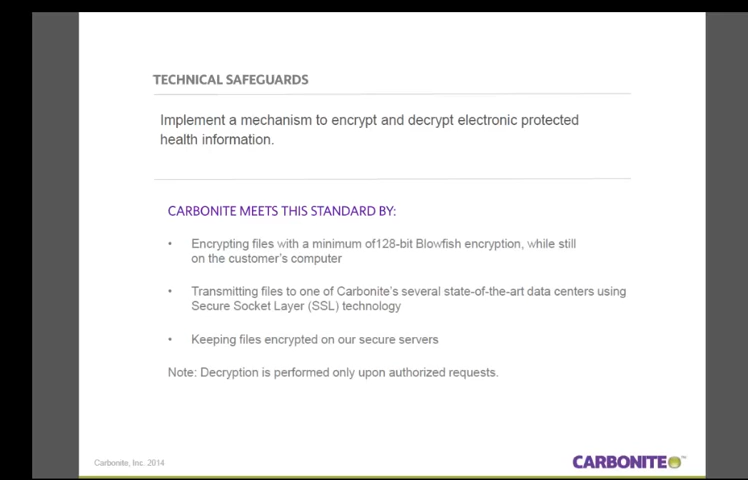 TECHNICAL SAFEGUARDS
Implement a mechanism to encrypt and decrypt electronic protected
health information.
CARBONITE MEETS THIS STANDARD BY:
• Encrypting files with a minimum of128-bit Blowfish encryption, while still
on the customer's computer
• Transmitting files to one of Carbonite's several state-of-the-art data centers using
Secure Socket Layer (SSL) technology
• Keeping files encrypted on our secure servers
Note: Decryption is performed only upon authorized requests.
Carbonite, Inc. 2014
CARBONITE™